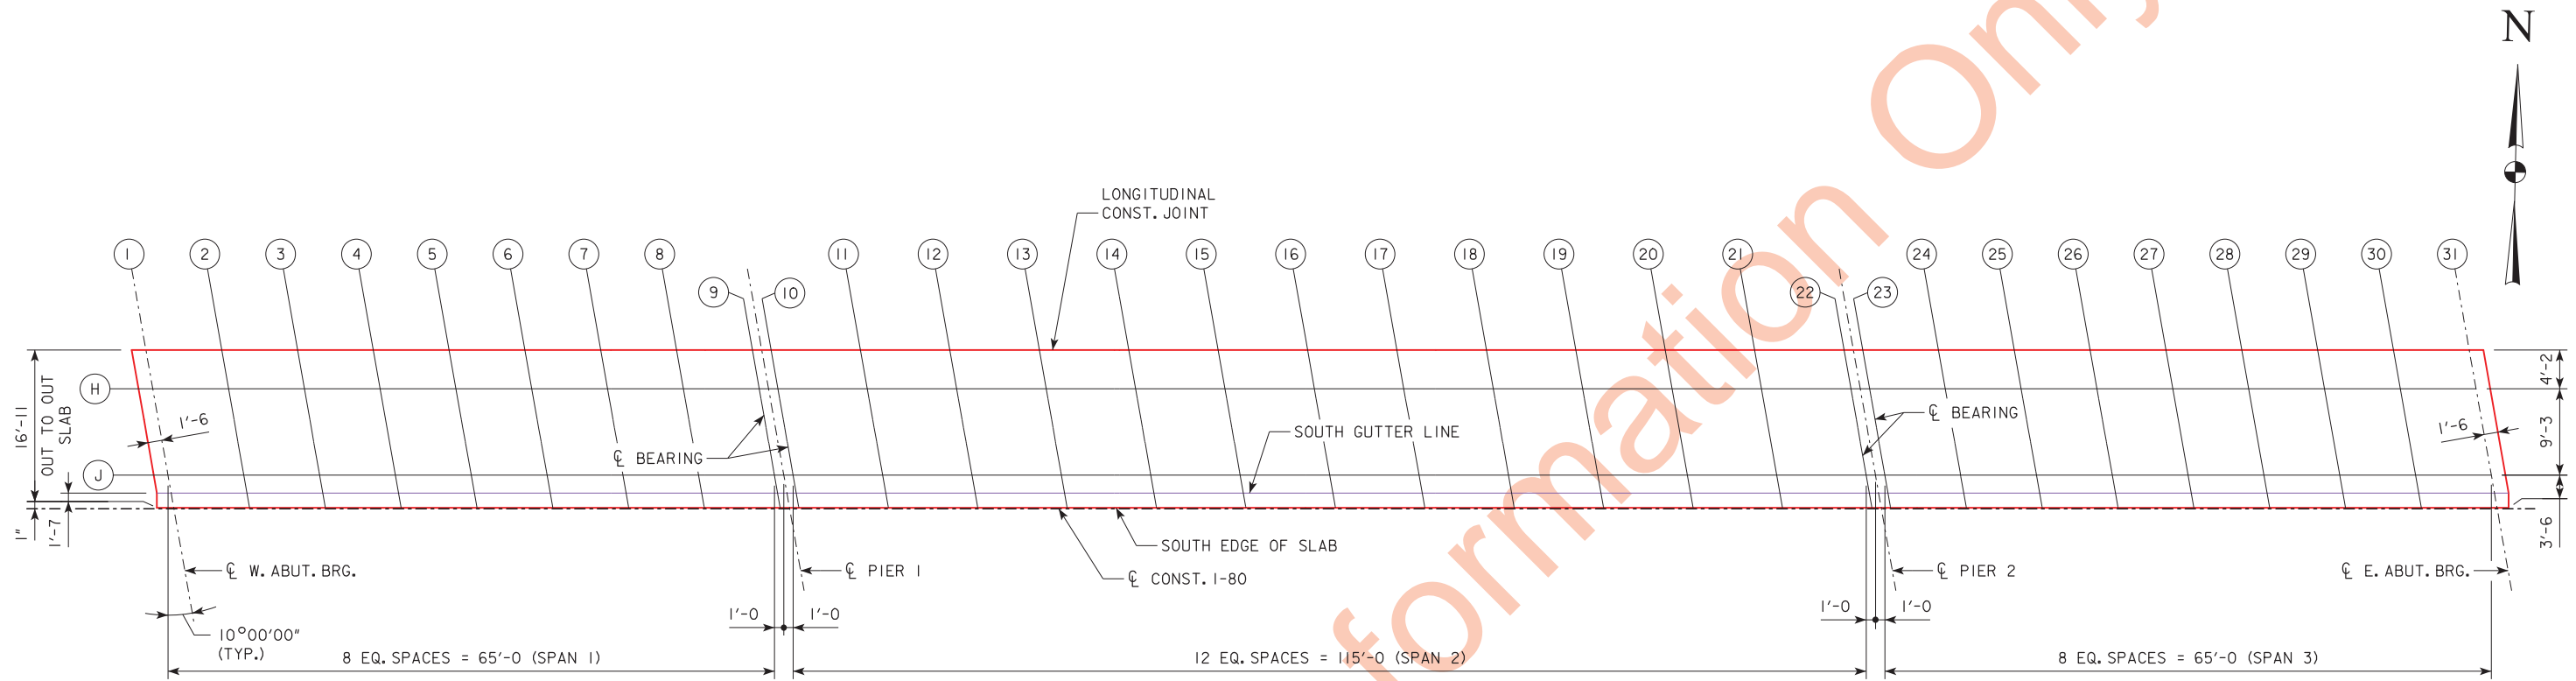 N
LONGITUDINAL
CONST. JOINT
1 2 3 4 5 6 7 8 11 12 13 14 15 16 17 18 19 20 21 24 25 26 27 28 29 30 31
9 10 22 23
H
J
16'-11
OUT TO OUT
SLAB
1'-6
℄ BEARING
SOUTH GUTTER LINE
℄ BEARING
1'-6
4'-2
9'-3
3'-6
1"
1'-7
SOUTH EDGE OF SLAB
℄ W. ABUT. BRG.
℄ PIER 1
℄ CONST. I-80
℄ PIER 2
℄ E. ABUT. BRG.
10°00'00"
(TYP.)
1'-0 1'-0
1'-0 1'-0
8 EQ. SPACES = 65'-0 (SPAN 1)
12 EQ. SPACES = 115'-0 (SPAN 2)
8 EQ. SPACES = 65'-0 (SPAN 3)
formation Only